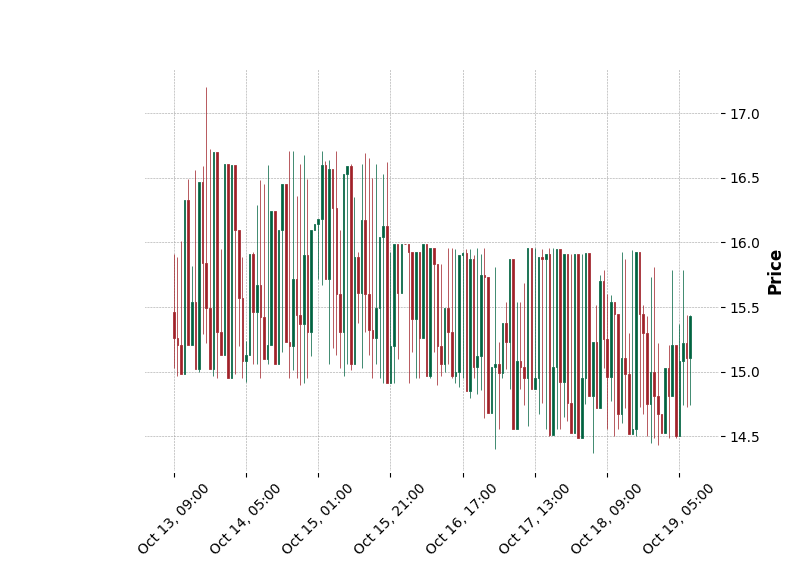 17.0
16.5
16.0
15.5
15.0
14.5
Price
Oct 13, 09:00
Oct 14, 05:00
Oct 15, 01:00
Oct 15, 21:00
Oct 16, 17:00
Oct 17, 13:00
Oct 18, 09:00
Oct 19, 05:00